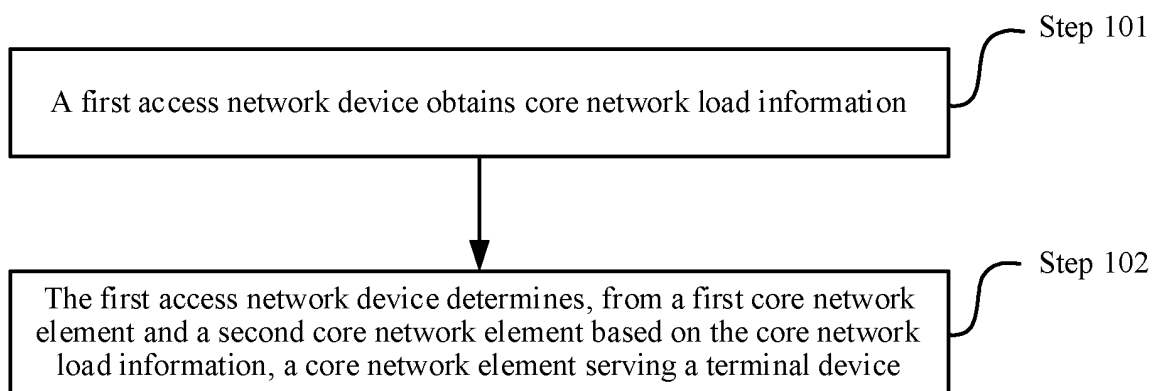 Step 101
A first access network device obtains core network load information
Step 102
The first access network device determines, from a first core network
element and a second core network element based on the core network
load information, a core network element serving a terminal device